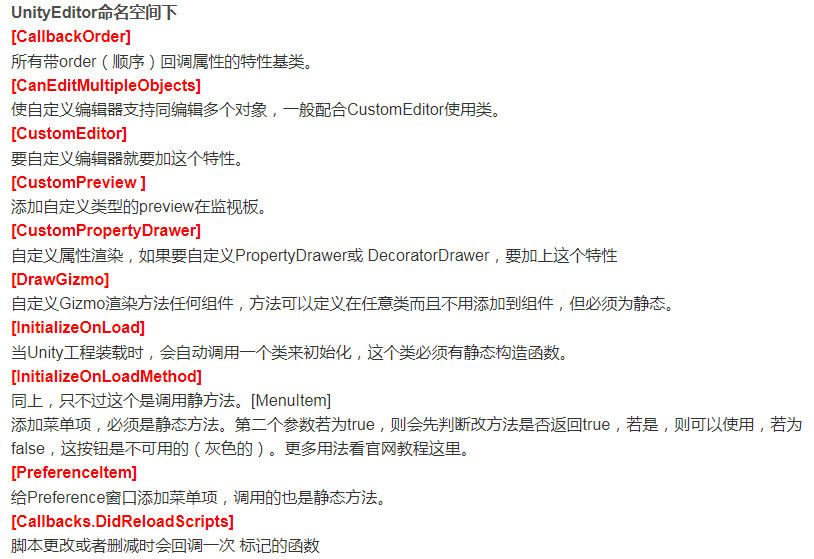 UnityEditor命名空间下
[CallbackOrder]
所有带order（顺序）回调属性的特性基类。
[CanEditMultipleObjects]
使自定义编辑器支持同编辑多个对象，一般配合CustomEditor使用类。
[CustomEditor]
要自定义编辑器就要加这个特性。
[CustomPreview ]
添加自定义类型的preview在监视板。
[CustomPropertyDrawer]
自定义属性渲染，如果要自定义PropertyDrawer或 DecoratorDrawer，要加上这个特性
[DrawGizmo]
自定义Gizmo渲染方法任何组件，方法可以定义在任意类而且不用添加到组件，但必须为静态。
[InitializeOnLoad]
当Unity工程装载时，会自动调用一个类来初始化，这个类必须有静态构造函数。
[InitializeOnLoadMethod]
同上，只不过这个是调用静方法。[MenuItem]
添加菜单项，必须是静态方法。第二个参数若为true，则会先判断改方法是否返回true，若是，则可以使用，若为
false，这按钮是不可用的（灰色的）。更多用法看官网教程这里。
[PreferenceItem]
给Preference窗口添加菜单项，调用的也是静态方法。
[Callbacks.DidReloadScripts]
脚本更改或者删减时会回调一次 标记的函数